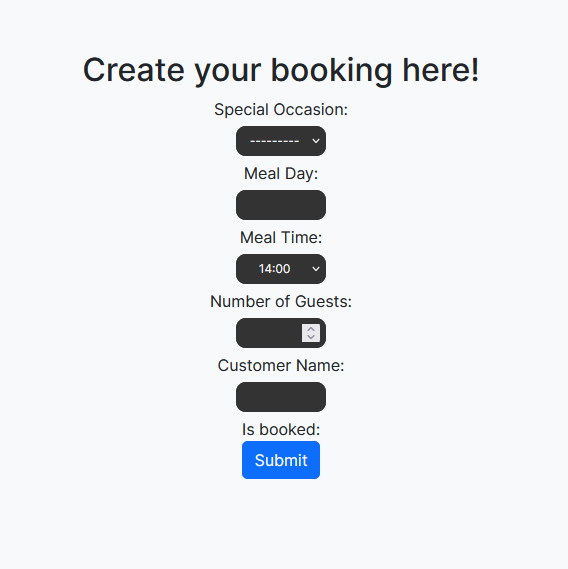 Create your booking here!
Special Occasion:
---------
Meal Day:
Meal Time:
14:00
Number of Guests:
Customer Name:
Is booked:
Submit